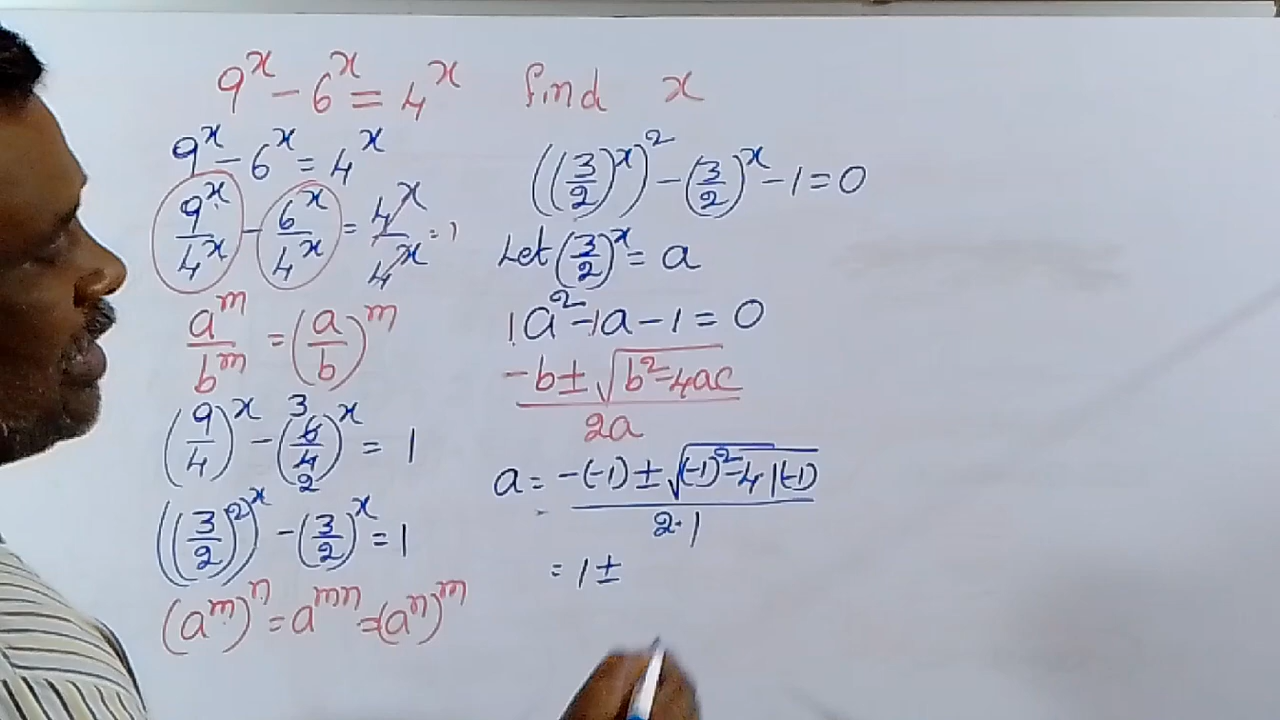 9^x - 6^x = 4^x find x
9^x - 6^x = 4^x
9^x/4^x - 6^x/4^x = 4^x/4^x = 1
a^m/b^m = (a/b)^m
(9/4)^x - (6/4)^x = 1
3
2
((3/2)^2)^x - (3/2)^x = 1
(a^m)^n = a^mn = (a^n)^m
((3/2)^x)^2 - (3/2)^x - 1 = 0
Let (3/2)^x = a
1a^2 - 1a - 1 = 0
-b ± √(b^2 - 4ac) / 2a
a = -(-1) ± √((-1)^2 - 4 1(-1)) / 2·1
= 1 ±